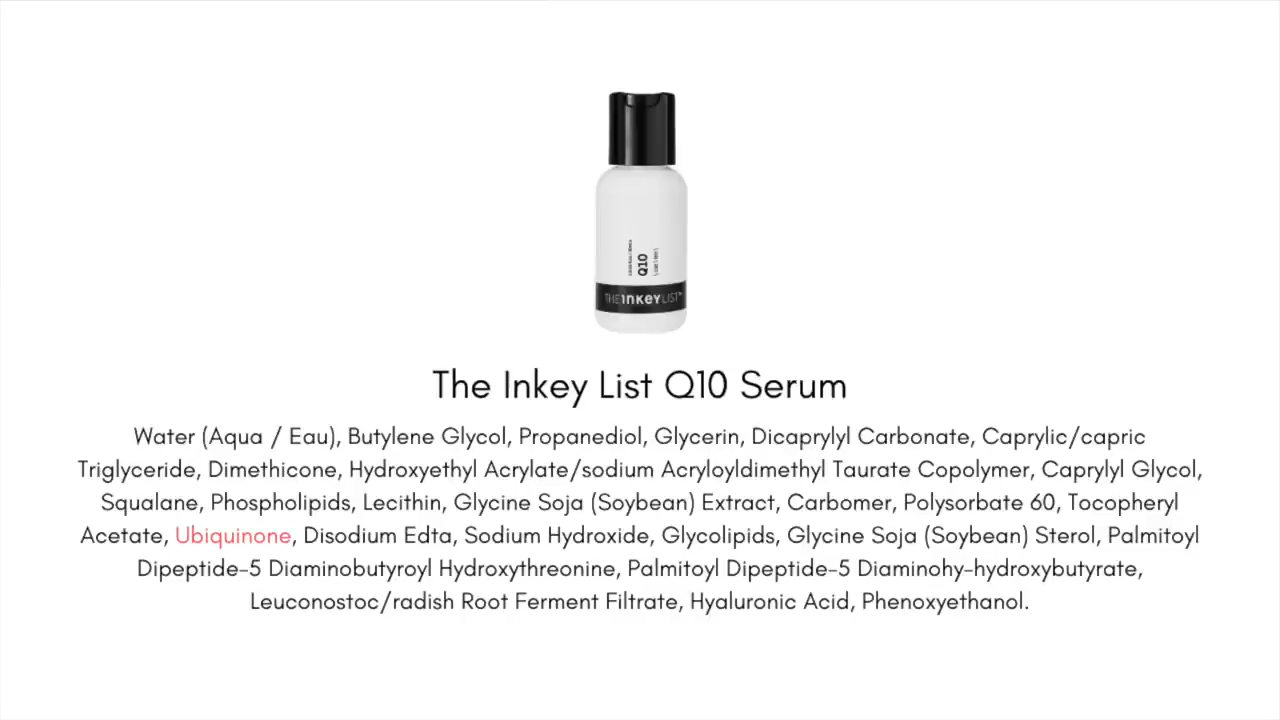 Q10
THE INKEY LIST™
The Inkey List Q10 Serum
Water (Aqua / Eau), Butylene Glycol, Propanediol, Glycerin, Dicaprylyl Carbonate, Caprylic/capric
Triglyceride, Dimethicone, Hydroxyethyl Acrylate/sodium Acryloyldimethyl Taurate Copolymer, Caprylyl Glycol,
Squalane, Phospholipids, Lecithin, Glycine Soja (Soybean) Extract, Carbomer, Polysorbate 60, Tocopheryl
Acetate, Ubiquinone, Disodium Edta, Sodium Hydroxide, Glycolipids, Glycine Soja (Soybean) Sterol, Palmitoyl
Dipeptide-5 Diaminobutyroyl Hydroxythreonine, Palmitoyl Dipeptide-5 Diaminohy-hydroxybutyrate,
Leuconostoc/radish Root Ferment Filtrate, Hyaluronic Acid, Phenoxyethanol.